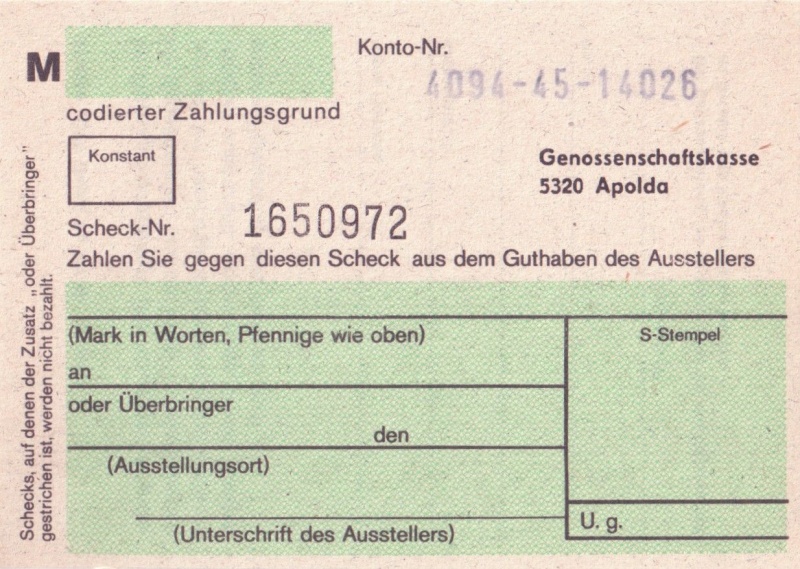 M
Konto-Nr.
4094-45-14026
codierter Zahlungsgrund
Konstant
Genossenschaftskasse
5320 Apolda
Scheck-Nr. 1650972
Zahlen Sie gegen diesen Scheck aus dem Guthaben des Ausstellers
(Mark in Worten, Pfennige wie oben)
S-Stempel
an
oder Überbringer
den
(Ausstellungsort)
U. g.
(Unterschrift des Ausstellers)
Schecks, auf denen der Zusatz „oder Überbringer”
gestrichen ist, werden nicht bezahlt.